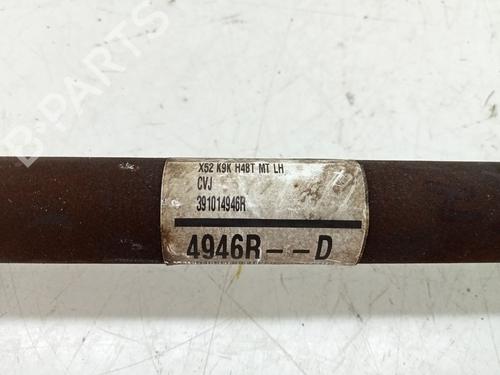 B-PARTS
X52 K9K H4BT MT LH
CVJ
391014946R
4946R--D